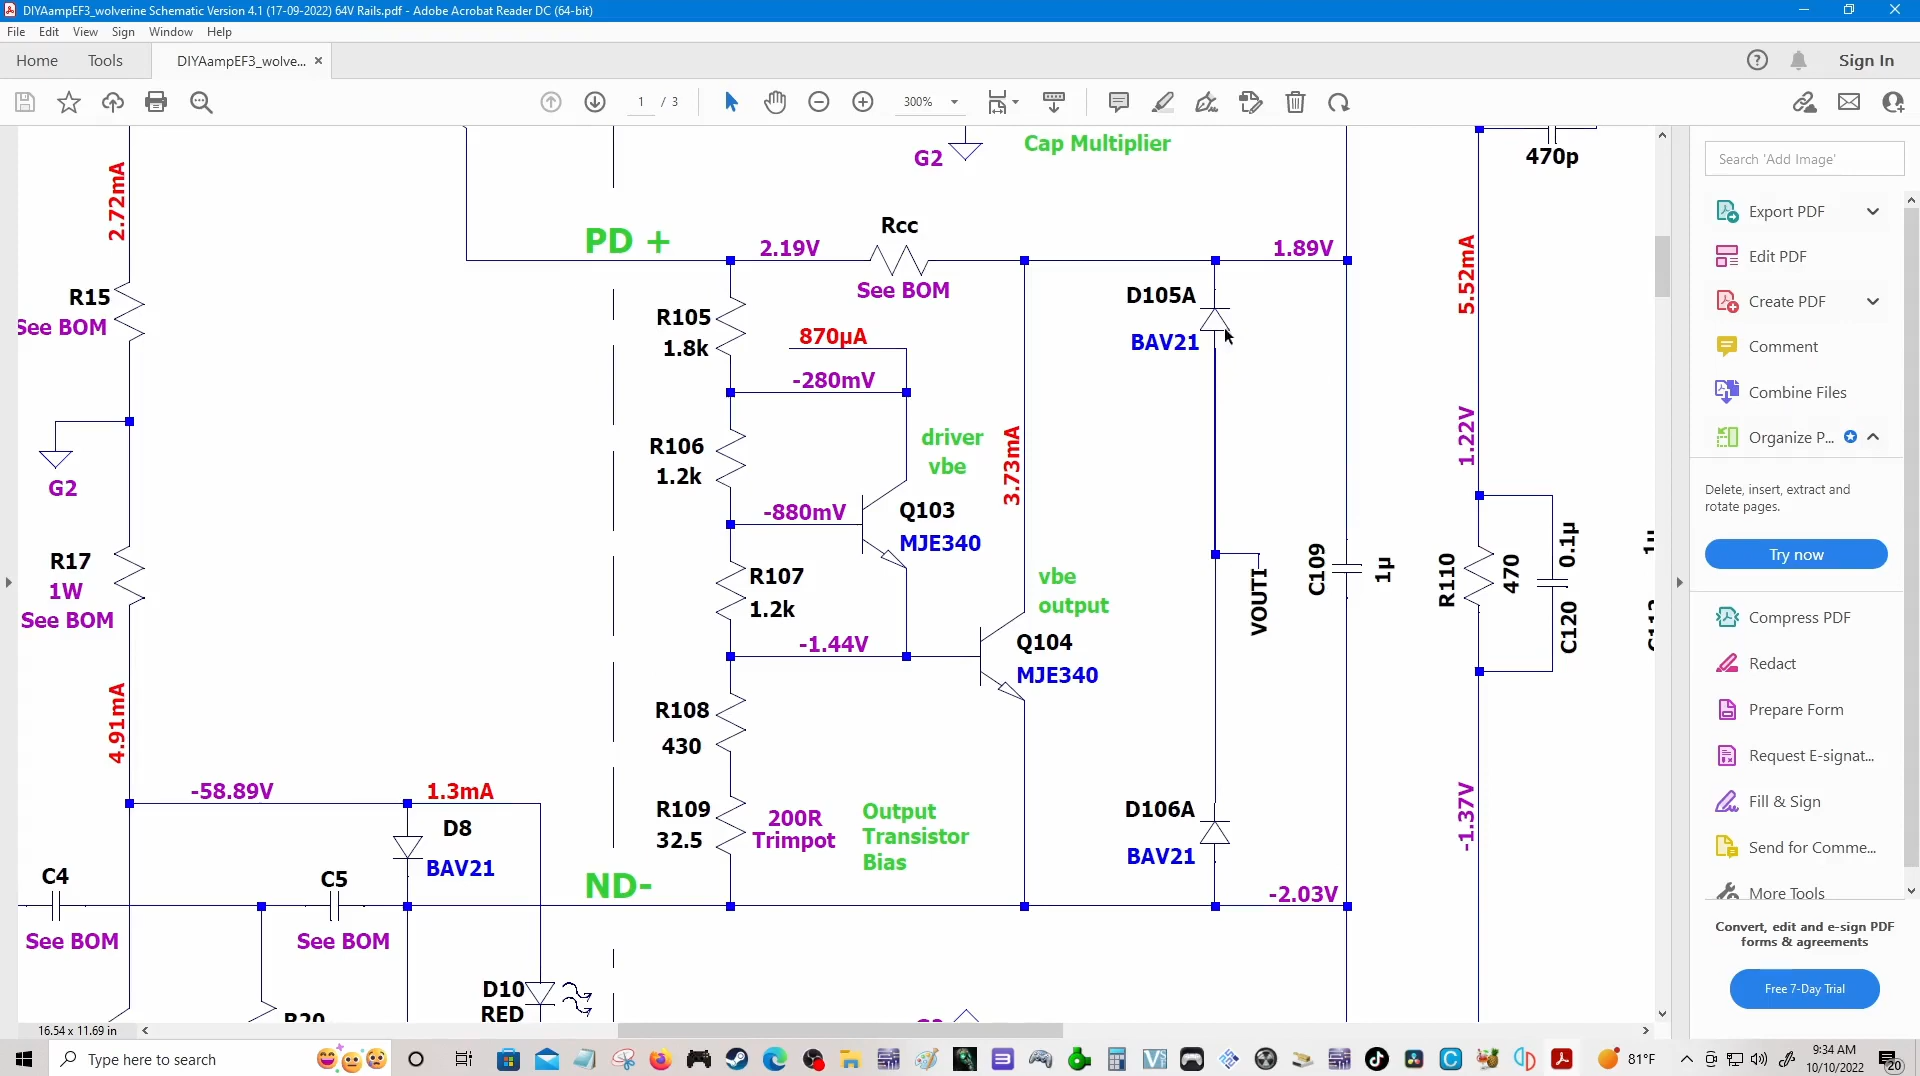 DIYAampEF3_wolverine Schematic Version 4.1 (17-09-2022) 64V Rails.pdf - Adobe Acrobat Reader DC (64-bit)
File Edit View Sign Window Help
Home Tools DIYAampEF3_wolve... × Sign In
1 / 3 300%
G2
Cap Multiplier
470p
2.72mA
PD +
2.19V
Rcc
See BOM
1.89V
5.52mA
R15
See BOM
R105
1.8k
870µA
-280mV
D105A
BAV21
R106
1.2k
driver
vbe
3.73mA
1.22V
G2
-880mV
Q103
MJE340
R17
1W
See BOM
R107
1.2k
vbe
output
VOUTI
C109
1µ
R110
470
0.1µ
C120
1µ
-1.44V
Q104
MJE340
4.91mA
R108
430
-58.89V
1.3mA
R109
32.5
200R
Trimpot
Output
Transistor
Bias
D106A
BAV21
-1.37V
D8
BAV21
C4
See BOM
C5
See BOM
ND-
-2.03V
D10
RED
Search 'Add Image'
Export PDF
Edit PDF
Create PDF
Comment
Combine Files
Organize P...
Delete, insert, extract and
rotate pages.
Try now
Compress PDF
Redact
Prepare Form
Request E-signat...
Fill & Sign
Send for Comme...
More Tools
Convert, edit and e-sign PDF
forms & agreements
Free 7-Day Trial
16.54 x 11.69 in
Type here to search
81°F
9:34 AM
10/10/2022
20